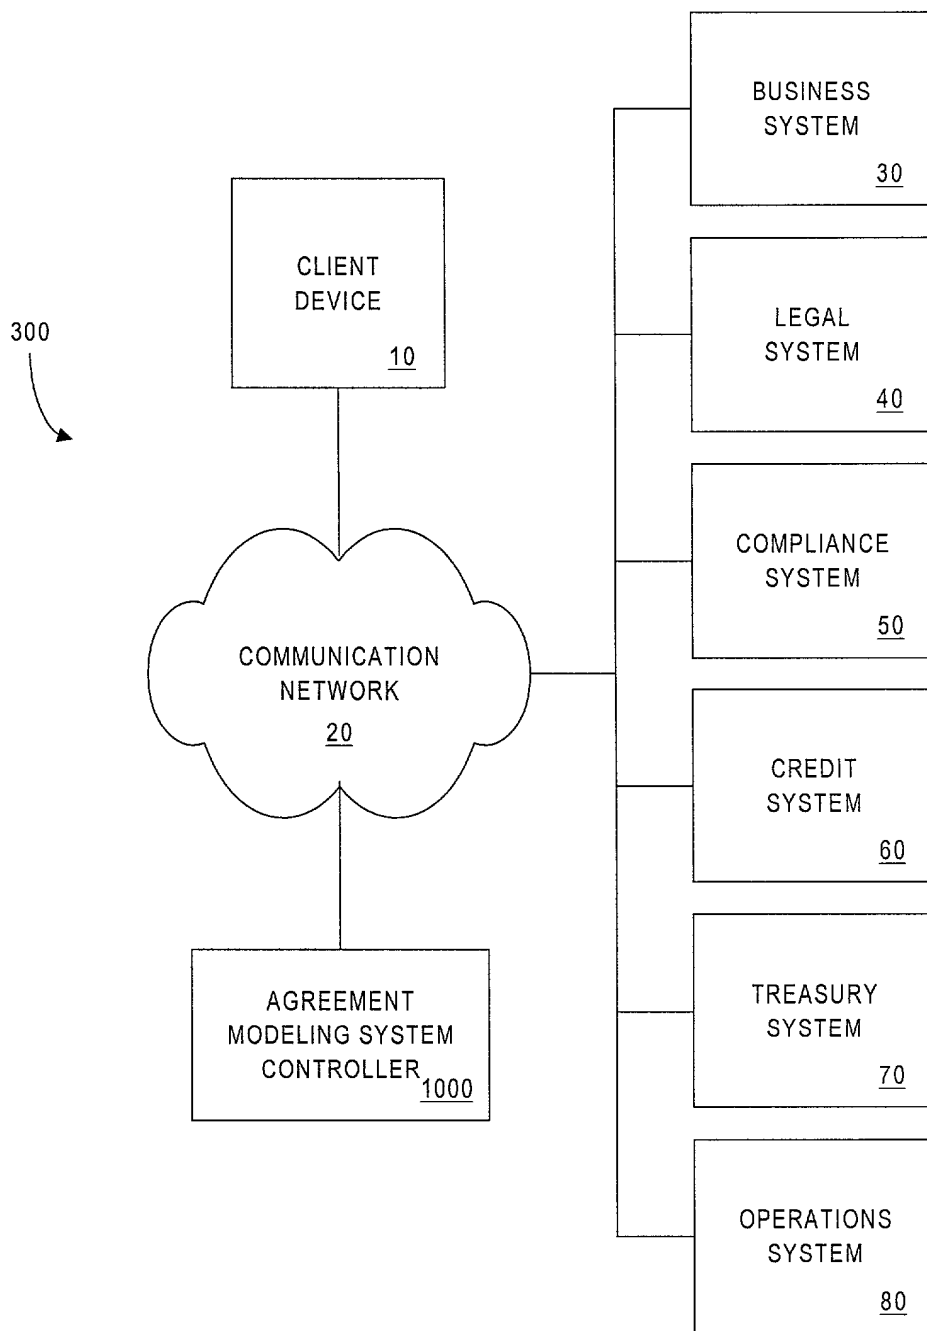 300
CLIENT
DEVICE
10
COMMUNICATION
NETWORK
20
AGREEMENT
MODELING SYSTEM
CONTROLLER
1000
BUSINESS
SYSTEM
30
LEGAL
SYSTEM
40
COMPLIANCE
SYSTEM
50
CREDIT
SYSTEM
60
TREASURY
SYSTEM
70
OPERATIONS
SYSTEM
80